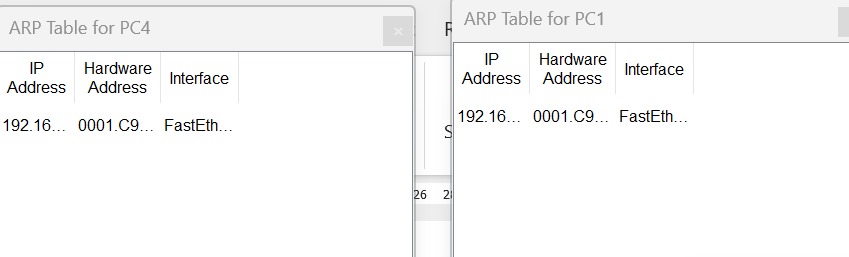 ARP Table for PC4
IP Address Hardware Address Interface
192.16... 0001.C9... FastEth...
26 28
R
S
ARP Table for PC1
IP Address Hardware Address Interface
192.16... 0001.C9... FastEth...